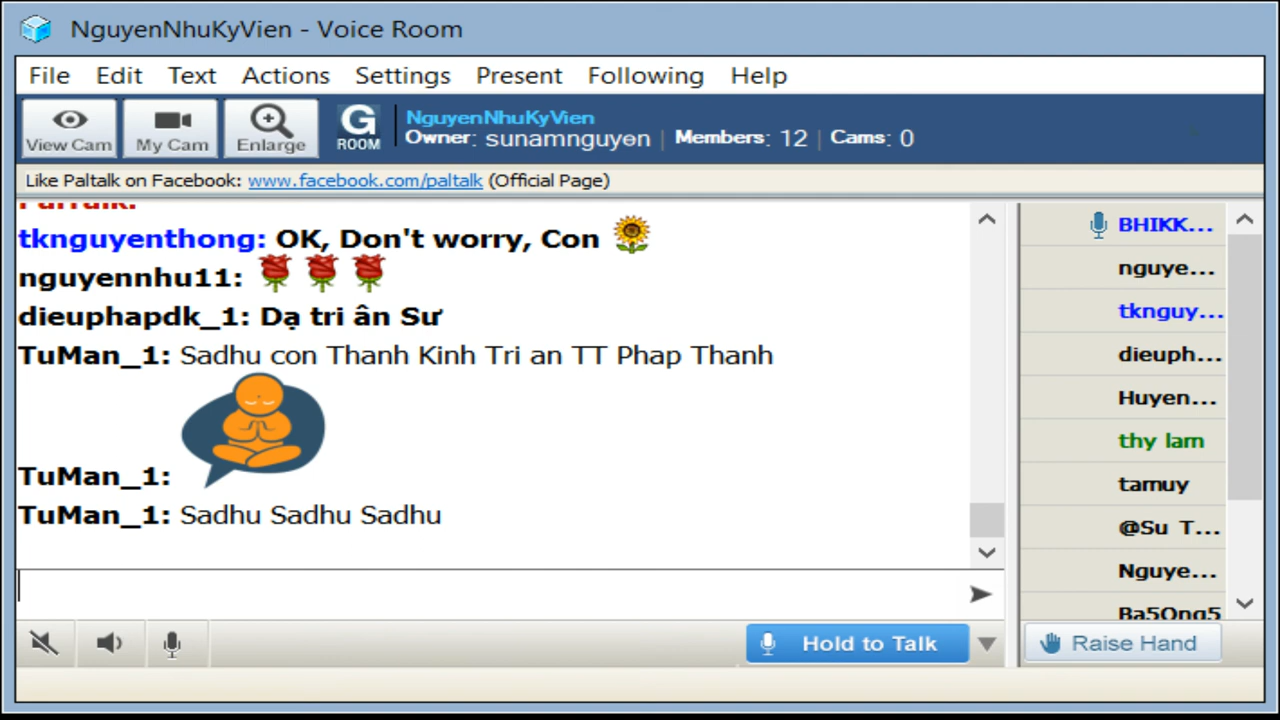 NguyenNhuKyVien - Voice Room
File Edit Text Actions Settings Present Following Help
View Cam
My Cam
Enlarge
G ROOM
NguyenNhuKyVien
Owner: sunamnguyen | Members: 12 | Cams: 0
Like Paltalk on Facebook: www.facebook.com/paltalk (Official Page)
tknguyenthong: OK, Don't worry, Con
nguyennhu11:
dieuphapdk_1: Dạ tri ân Sư
TuMan_1: Sadhu con Thanh Kinh Tri an TT Phap Thanh
TuMan_1:
TuMan_1: Sadhu Sadhu Sadhu
Hold to Talk
BHIKK...
nguye...
tknguy...
dieuph...
Huyen...
thy lam
tamuy
@Su T...
Nguye...
Ba5Ong5
Raise Hand